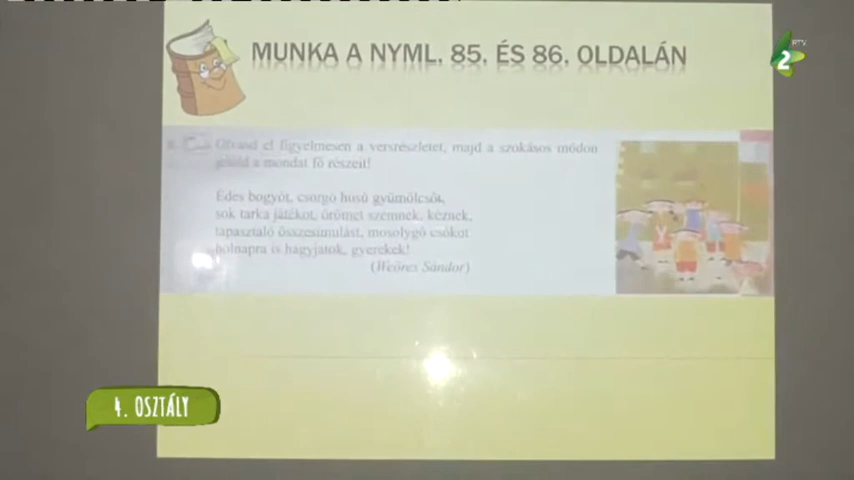 MUNKA A NYML. 85. ÉS 86. OLDALÁN
RTV
2
Olvasd el figyelmesen a versrészletet, majd a szokásos módon
jelöld a mondat fő részeit!
Édes bogyót, csorgó húsú gyümölcsöt,
sok tarka játékot, örömet szemnek, kéznek,
tapasztaló összesimulást, mosolygó csókot
holnapra is hagyjatok, gyerekek!
(Weöres Sándor)
4. OSZTÁLY